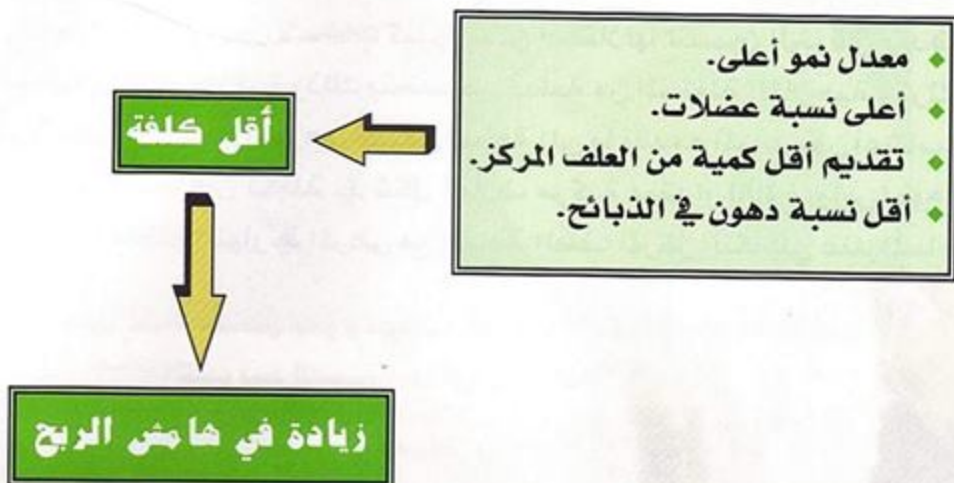 معدل نمو أعلى.
أعلى نسبة عضلات.
تقديم أقل كمية من العلف المركز.
أقل نسبة دهون في الذبائح.
أقل كلفة
زيادة في هامش الربح